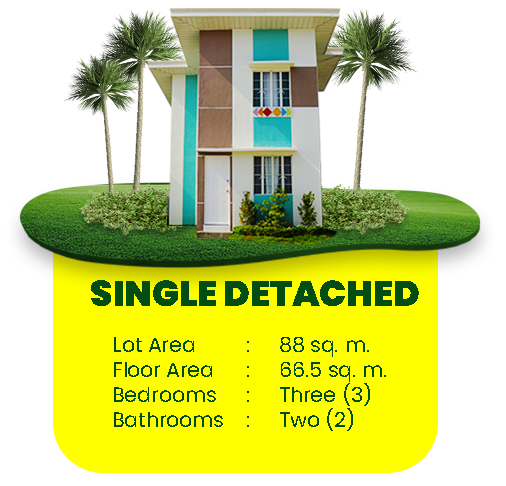 SINGLE DETACHED
Lot Area : 88 sq. m.
Floor Area : 66.5 sq. m.
Bedrooms : Three (3)
Bathrooms : Two (2)